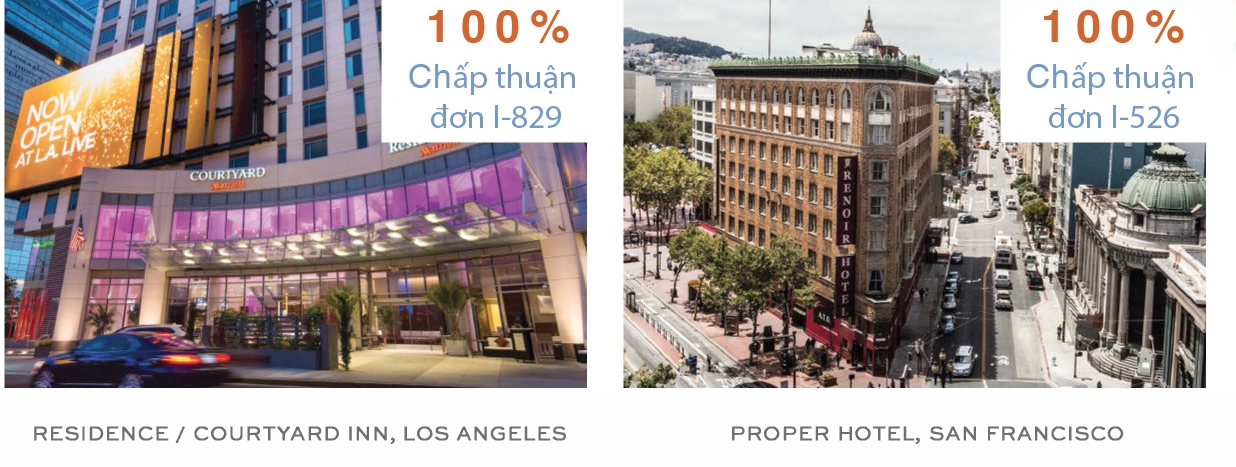 100%
Chấp thuận
đơn I-829
NOW
OPEN
AT L.A. LIVE
COURTYARD
Marriott
RESIDENCE / COURTYARD INN, LOS ANGELES
100%
Chấp thuận
đơn I-526
RENOIR HOTEL
PROPER HOTEL, SAN FRANCISCO